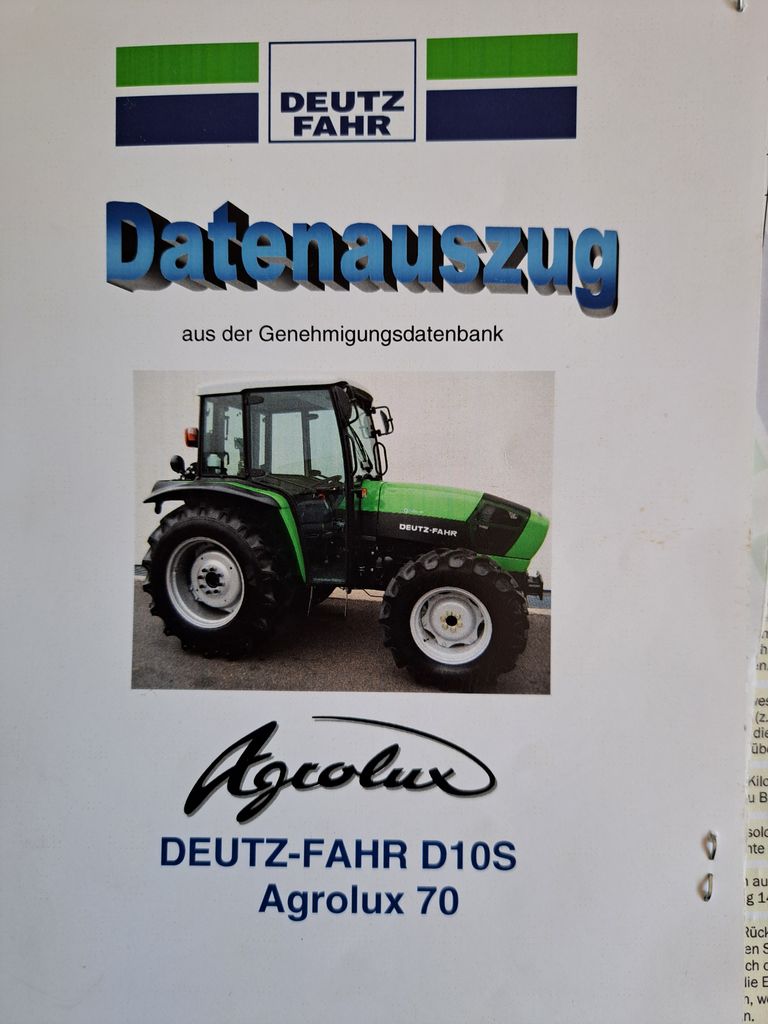 DEUTZ
FAHR
Datenauszug
aus der Genehmigungsdatenbank
DEUTZ-FAHR
Agrolux
DEUTZ-FAHR D10S
Agrolux 70